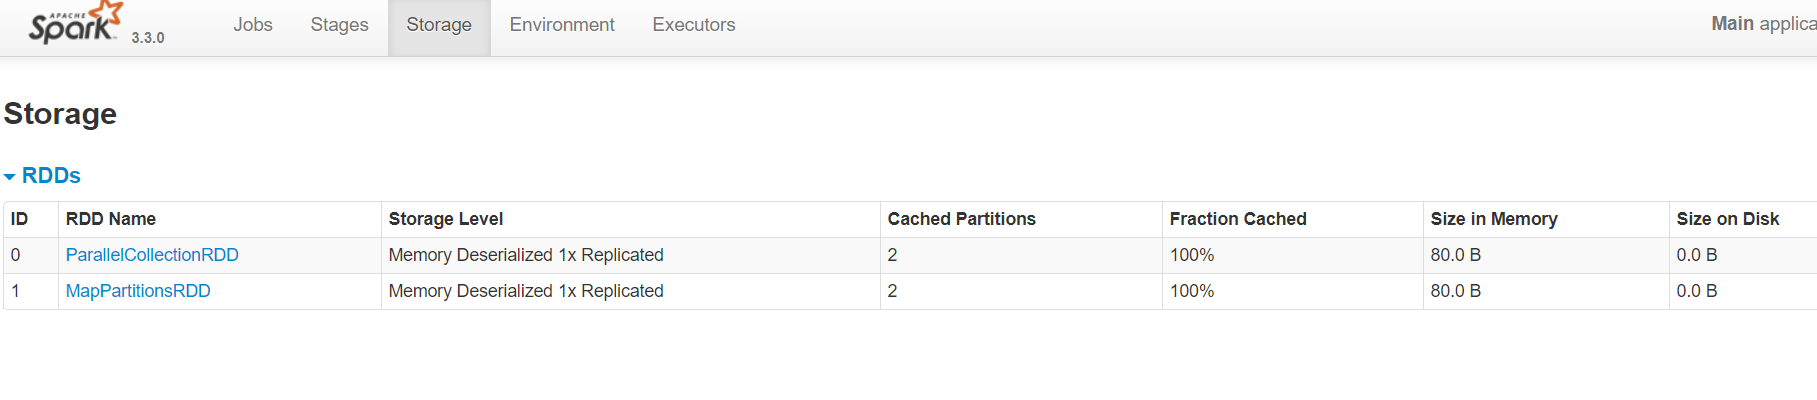 APACHE
Spark™ 3.3.0 Jobs Stages Storage Environment Executors Main applica
Storage
RDDs
ID RDD Name Storage Level Cached Partitions Fraction Cached Size in Memory Size on Disk
0 ParallelCollectionRDD Memory Deserialized 1x Replicated 2 100% 80.0 B 0.0 B
1 MapPartitionsRDD Memory Deserialized 1x Replicated 2 100% 80.0 B 0.0 B